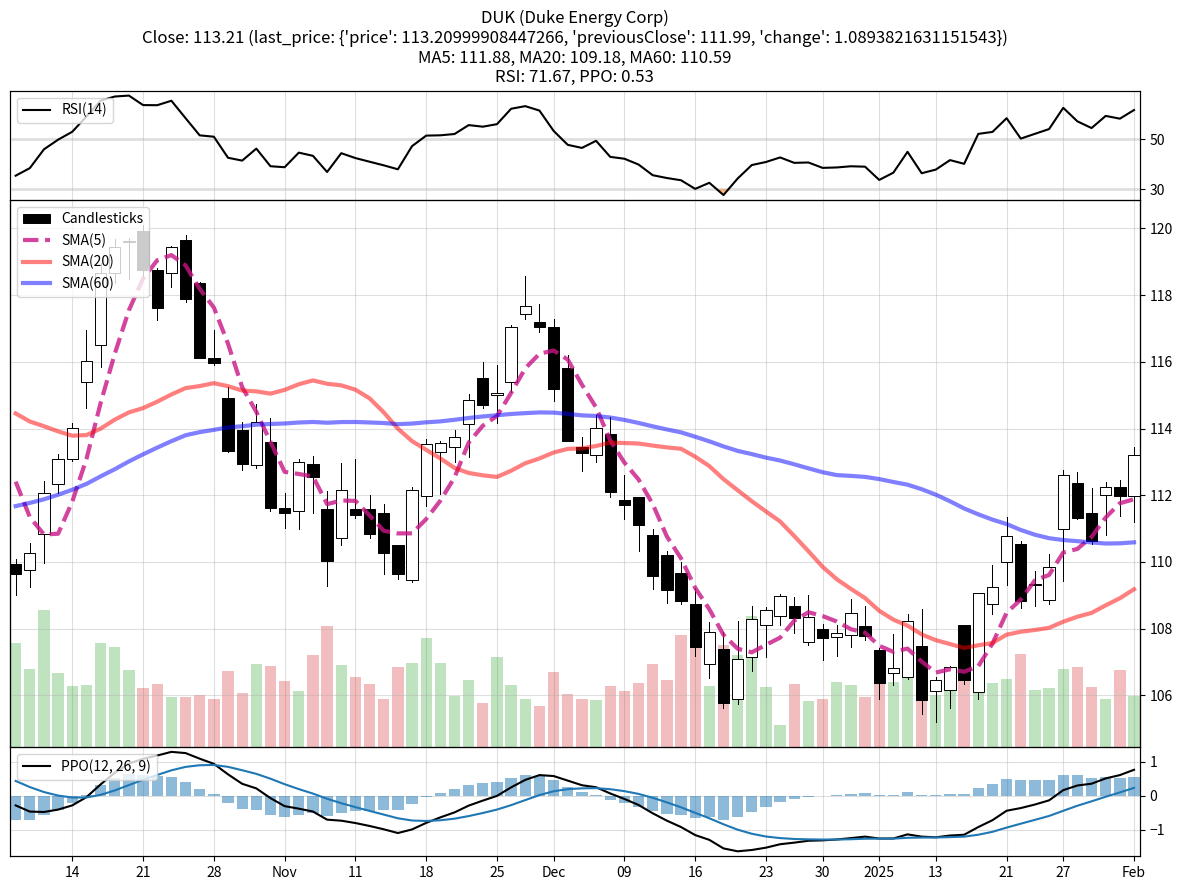 DUK (Duke Energy Corp)
Close: 113.21 (last_price: {'price': 113.20999908447266, 'previousClose': 111.99, 'change': 1.0893821631151543})
MA5: 111.88, MA20: 109.18, MA60: 110.59
RSI: 71.67, PPO: 0.53
RSI(14)
50
30
Candlesticks
SMA(5)
SMA(20)
SMA(60)
120
118
116
114
112
110
108
106
PPO(12, 26, 9)
1
0
−1
14 21 28 Nov 11 18 25 Dec 09 16 23 30 2025 13 21 27 Feb